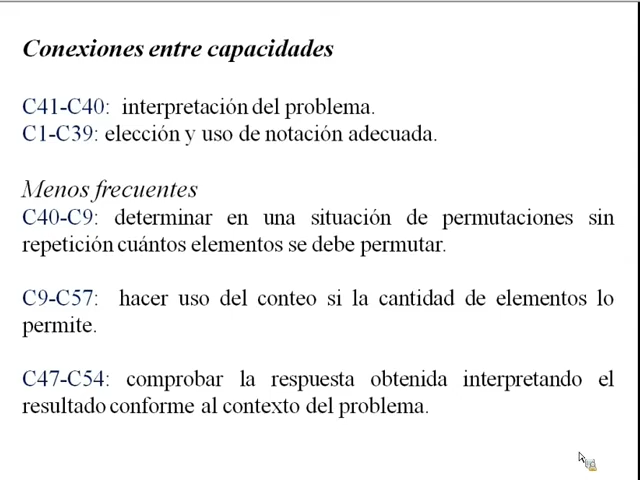 Conexiones entre capacidades
C41-C40: interpretación del problema.
C1-C39: elección y uso de notación adecuada.
Menos frecuentes
C40-C9: determinar en una situación de permutaciones sin
repetición cuántos elementos se debe permutar.
C9-C57: hacer uso del conteo si la cantidad de elementos lo
permite.
C47-C54: comprobar la respuesta obtenida interpretando el
resultado conforme al contexto del problema.